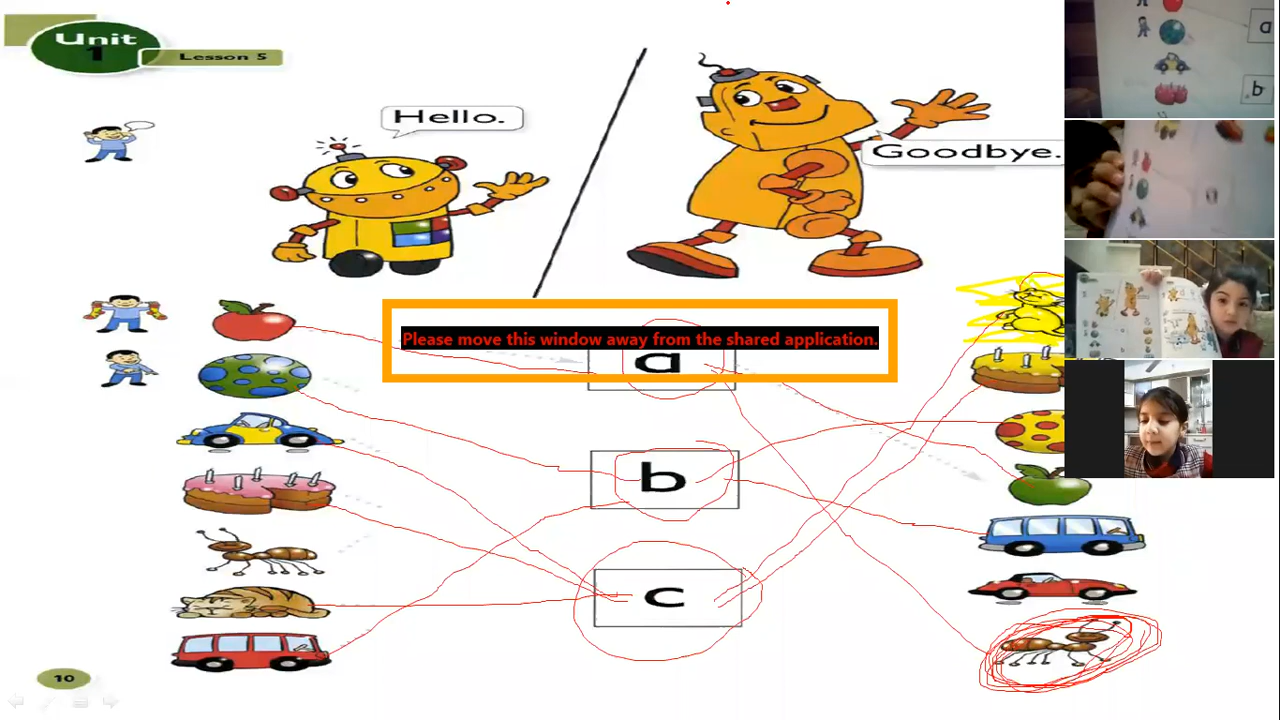 Unit
1
Lesson 5
Hello.
Goodbye.
Please move this window away from the shared application.
a
b
c
10
a
b